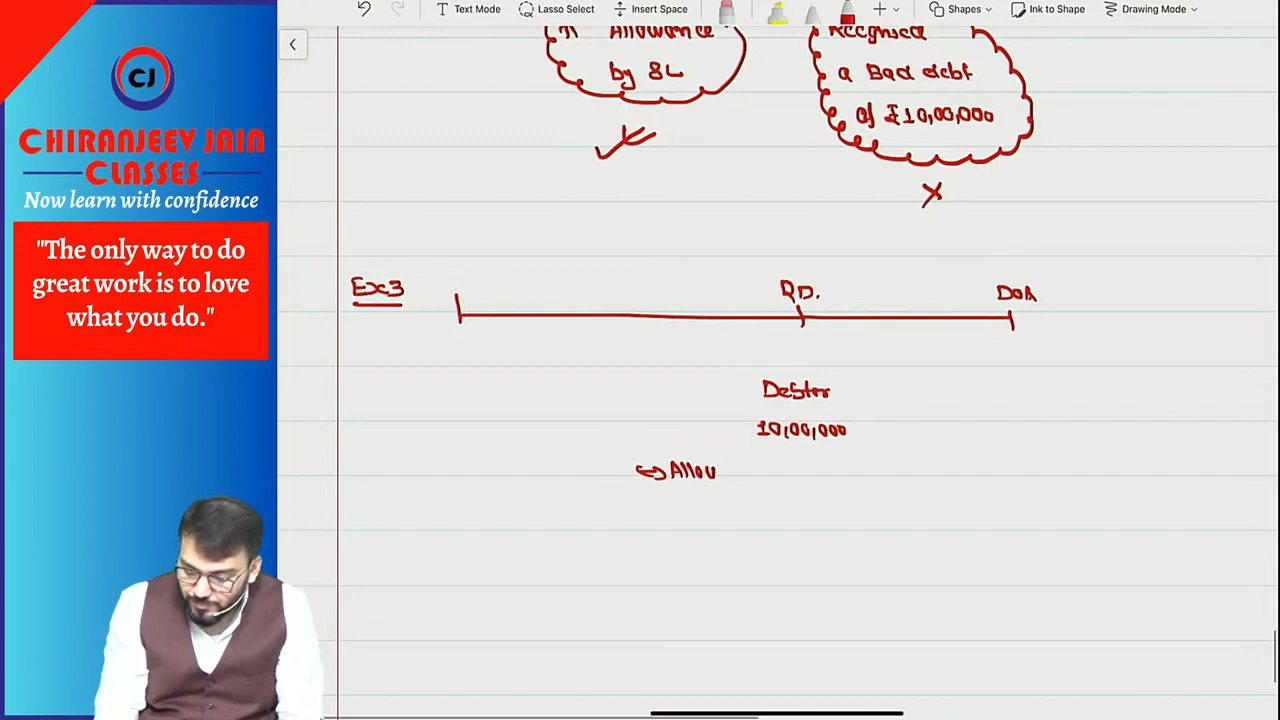 Text Mode
Lasso Select
Insert Space
Shapes
Ink to Shape
Drawing Mode
CJ
CHIRANJEEV JAIN
CLASSES
Now learn with confidence
"The only way to do
great work is to love
what you do."
Allowance
by 8L
Recognised
a Bad debt
of ₹10,00,000
Ex3
RD.
DOA
Debtor
10,00,000
(-) Allow